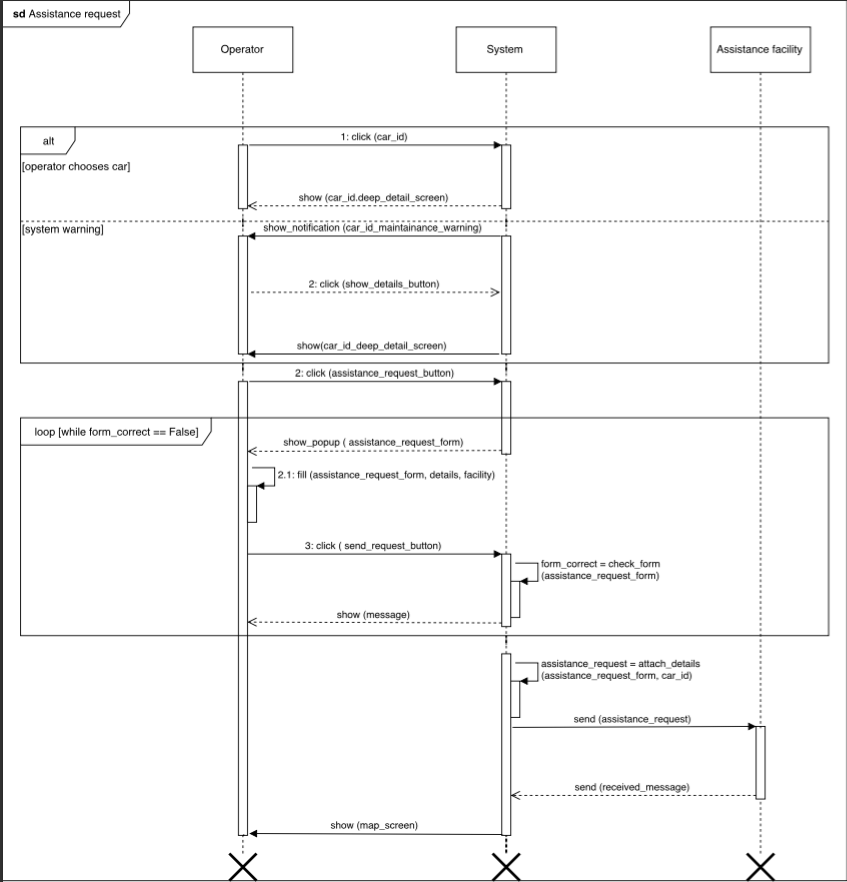 sd Assistance request
Operator
System
Assistance facility
alt
1: click (car_id)
[operator chooses car]
show (car_id.deep_detail_screen)
[system warning]
show_notification (car_id_maintainance_warning)
2: click (show_details_button)
show(car_id_deep_detail_screen)
2: click (assistance_request_button)
loop [while form_correct == False]
show_popup ( assistance_request_form)
2.1: fill (assistance_request_form, details, facility)
3: click ( send_request_button)
form_correct = check_form
(assistance_request_form)
show (message)
assistance_request = attach_details
(assistance_request_form, car_id)
send (assistance_request)
send (received_message)
show (map_screen)